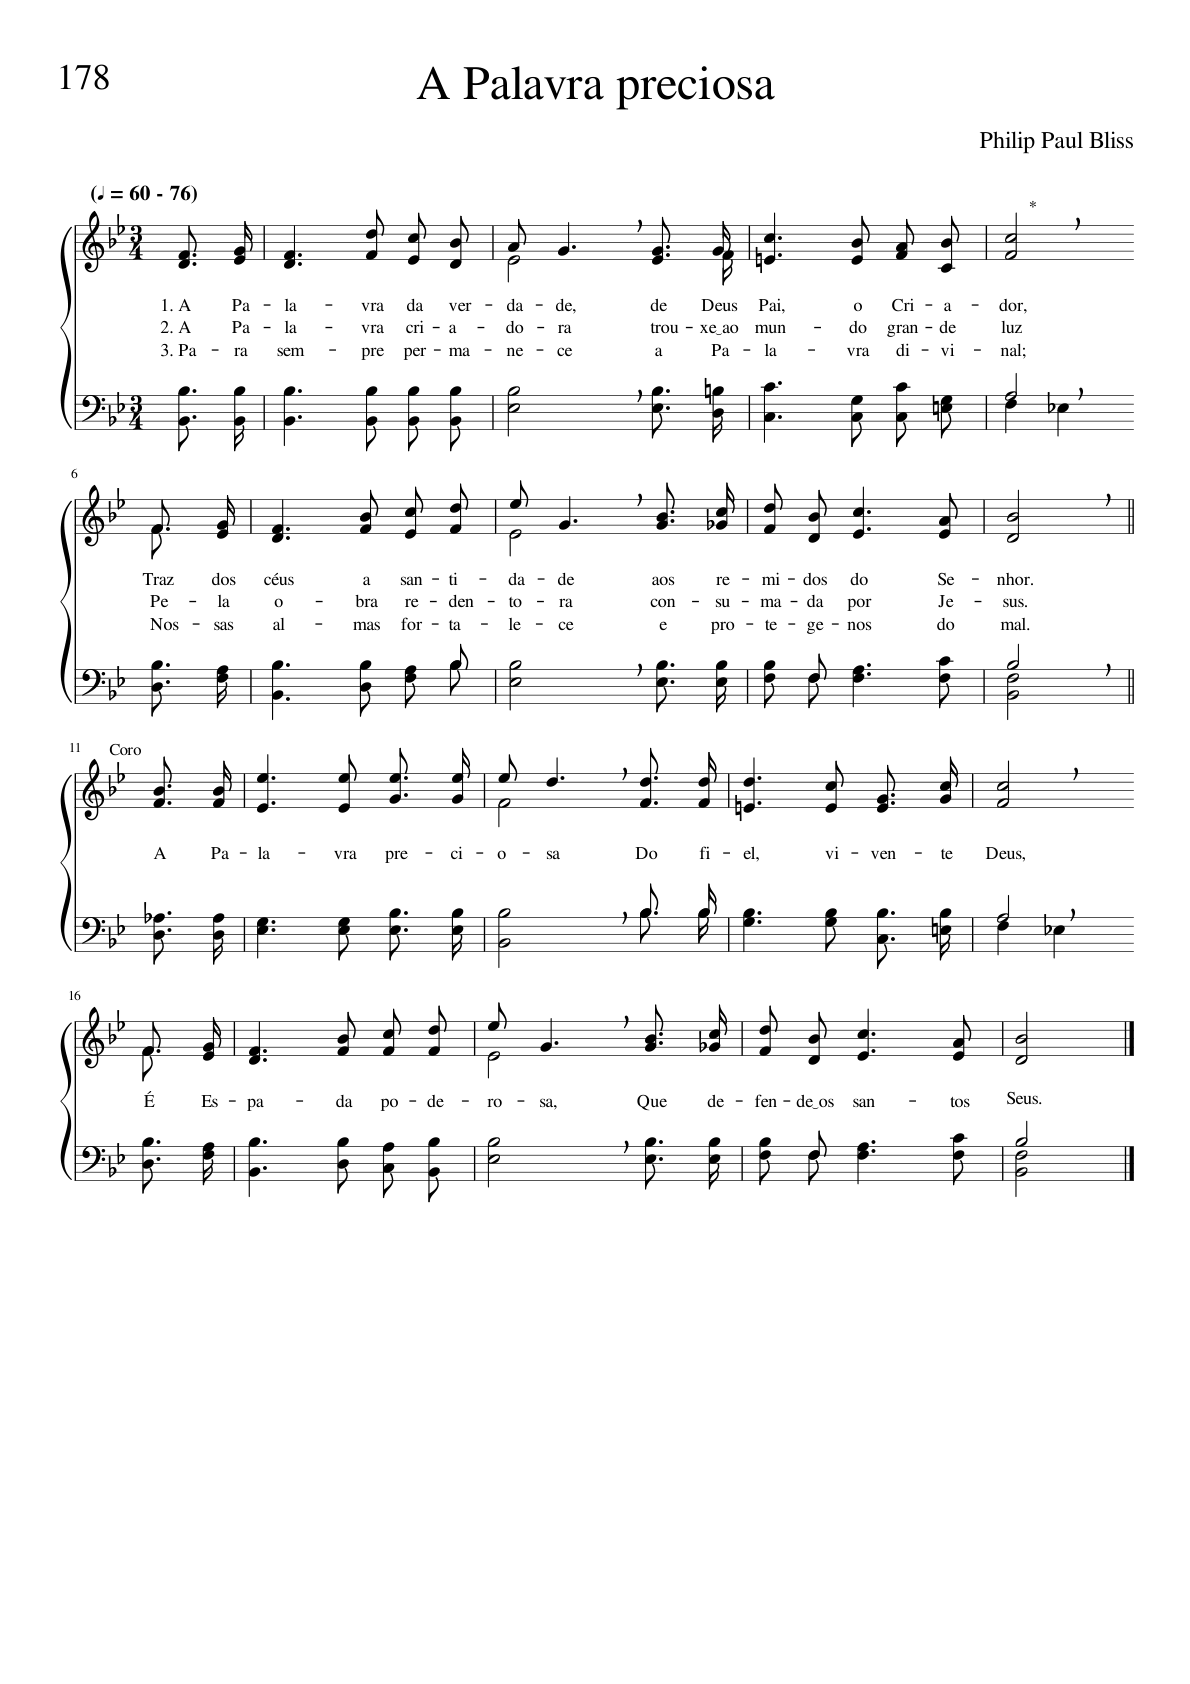 178
A Palavra preciosa
Philip Paul Bliss
(♩ = 60 - 76)
*
1. A Pa - la - vra da ver - da - de, de Deus Pai, o Cri - a - dor,
2. A Pa - la - vra cri - a - do - ra trou - xe‿ao mun - do gran - de luz
3. Pa - ra sem - pre per - ma - ne - ce a Pa - la - vra di - vi - nal;
6
Traz dos céus a san - ti - da - de aos re - mi - dos do Se - nhor.
Pe - la o - bra re - den - to - ra con - su - ma - da por Je - sus.
Nos - sas al - mas for - ta - le - ce e pro - te - ge - nos do mal.
11 Coro
A Pa - la - vra pre - ci - o - sa Do fi - el, vi - ven - te Deus,
16
É Es - pa - da po - de - ro - sa, Que de - fen - de‿os san - tos Seus.